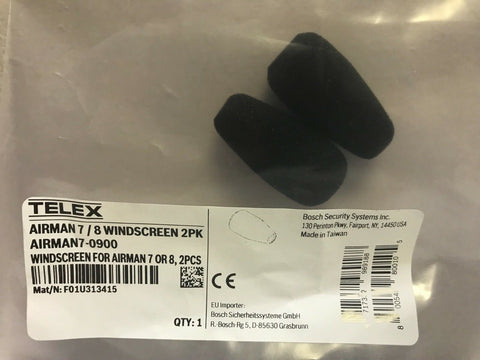 TELEX
AIRMAN 7 / 8 WINDSCREEN 2PK
AIRMAN7-0900
WINDSCREEN FOR AIRMAN 7 OR 8, 2PCS
Mat/N: F01U313415
QTY: 1
CE
EU Importer:
Bosch Sicherheitssysteme GmbH
R.-Bosch Rg 5, D-85630 Grasbrunn
Bosch Security Systems Inc.
130 Perinton Pkwy, Fairport, NY, 14450 USA
Made in Taiwan
8 0054